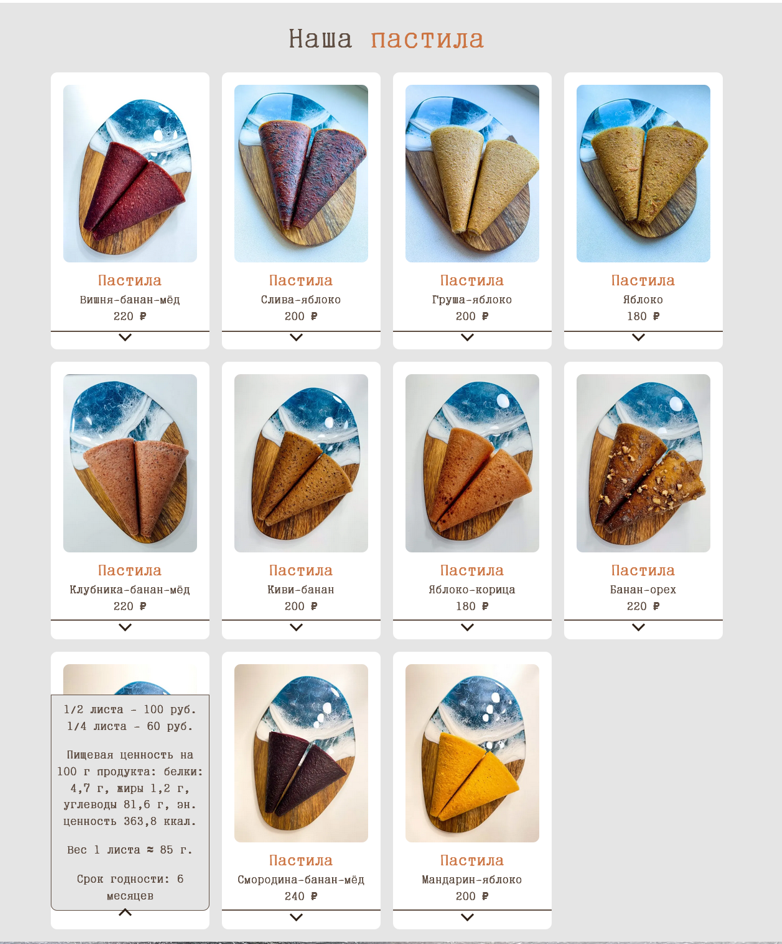 Наша пастила
Пастила
Вишня-банан-мёд
220 ₽
Пастила
Слива-яблоко
200 ₽
Пастила
Груша-яблоко
200 ₽
Пастила
Яблоко
180 ₽
Пастила
Клубника-банан-мёд
220 ₽
Пастила
Киви-банан
200 ₽
Пастила
Яблоко-корица
180 ₽
Пастила
Банан-орех
220 ₽
1/2 листа - 100 руб.
1/4 листа - 60 руб.
Пищевая ценность на
100 г продукта: белки:
4,7 г, жиры 1,2 г,
углеводы 81,6 г, эн.
ценность 363,8 ккал.
Вес 1 листа ≈ 85 г.
Срок годности: 6
месяцев
Пастила
Смородина-банан-мёд
240 ₽
Пастила
Мандарин-яблоко
200 ₽